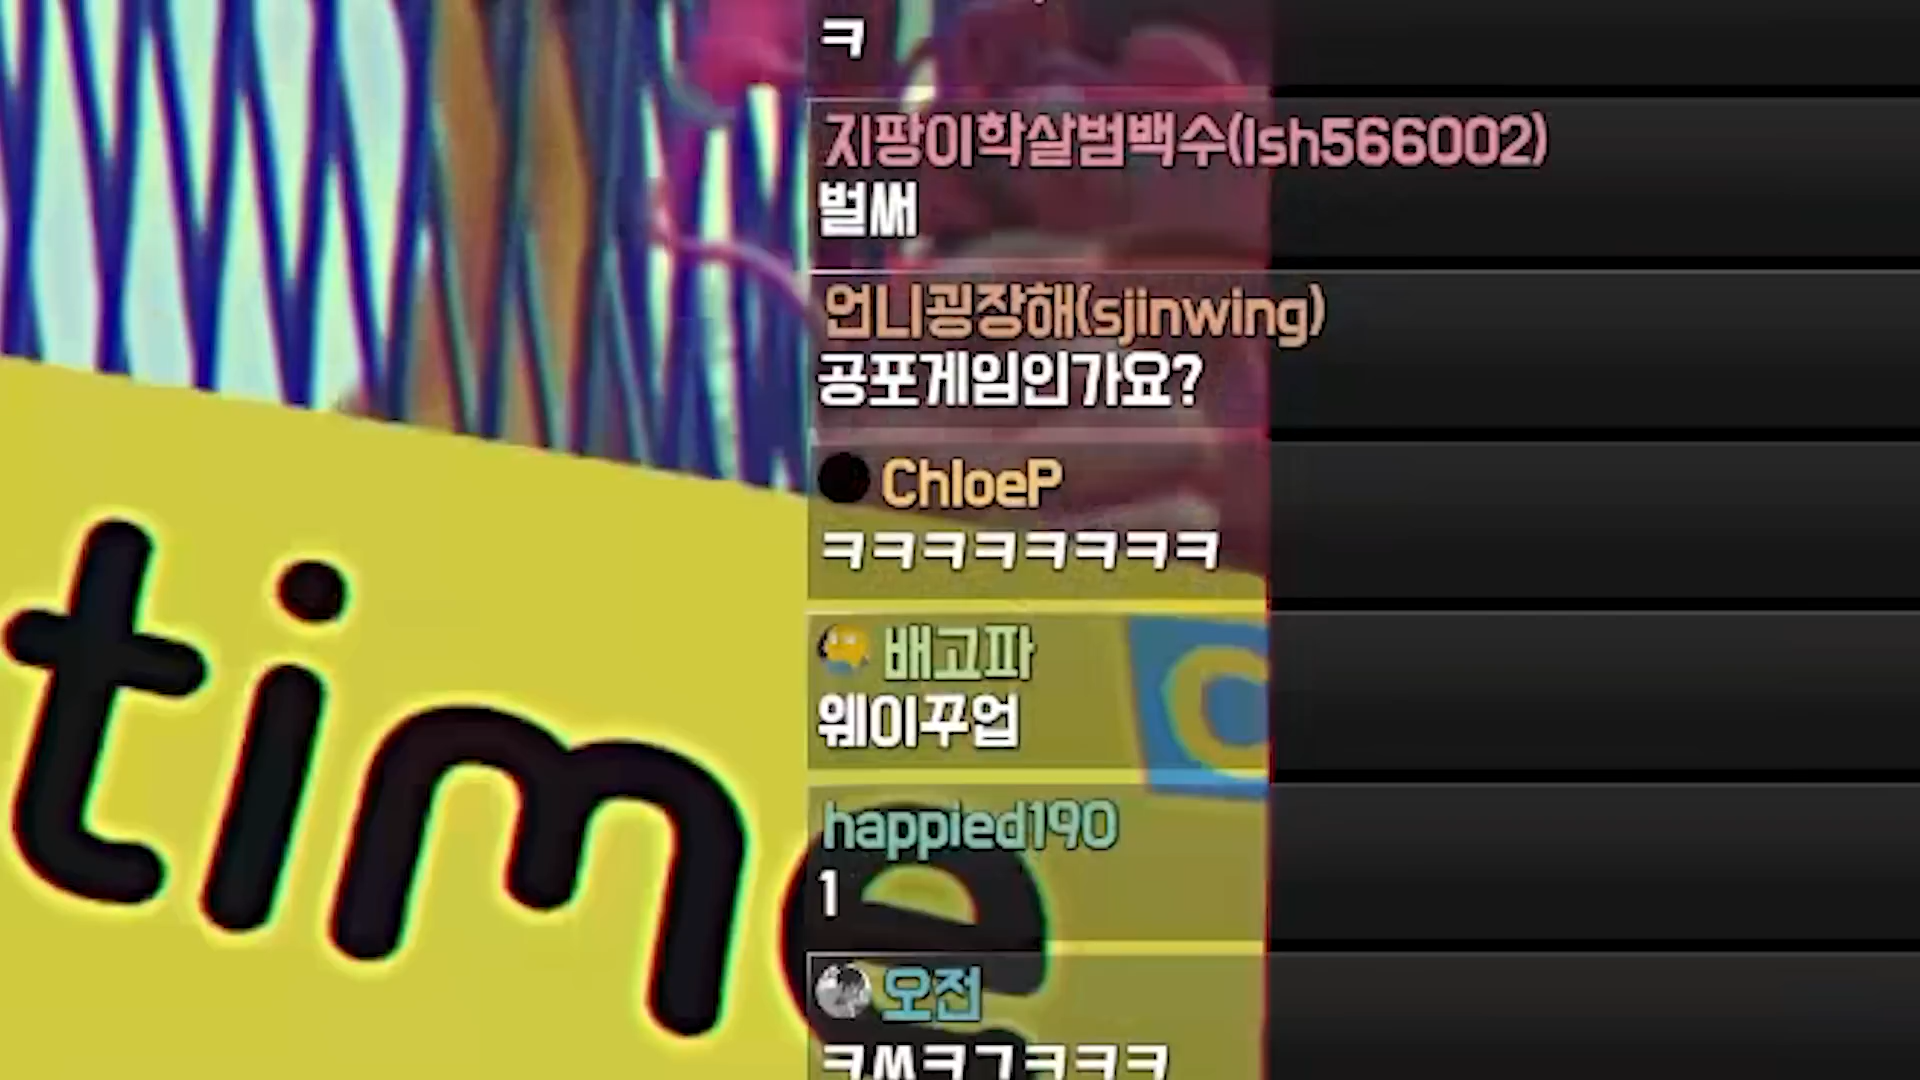 ㅋ
지팡이학살범백수(lsh566002)
벌써
언니굉장해(sjinwing)
공포게임인가요?
ChloeP
ㅋㅋㅋㅋㅋㅋㅋㅋ
배고파
웨이꾸업
happied190
1
오전
ㅋㅆㅋㄱㅋㅋㅋ
time